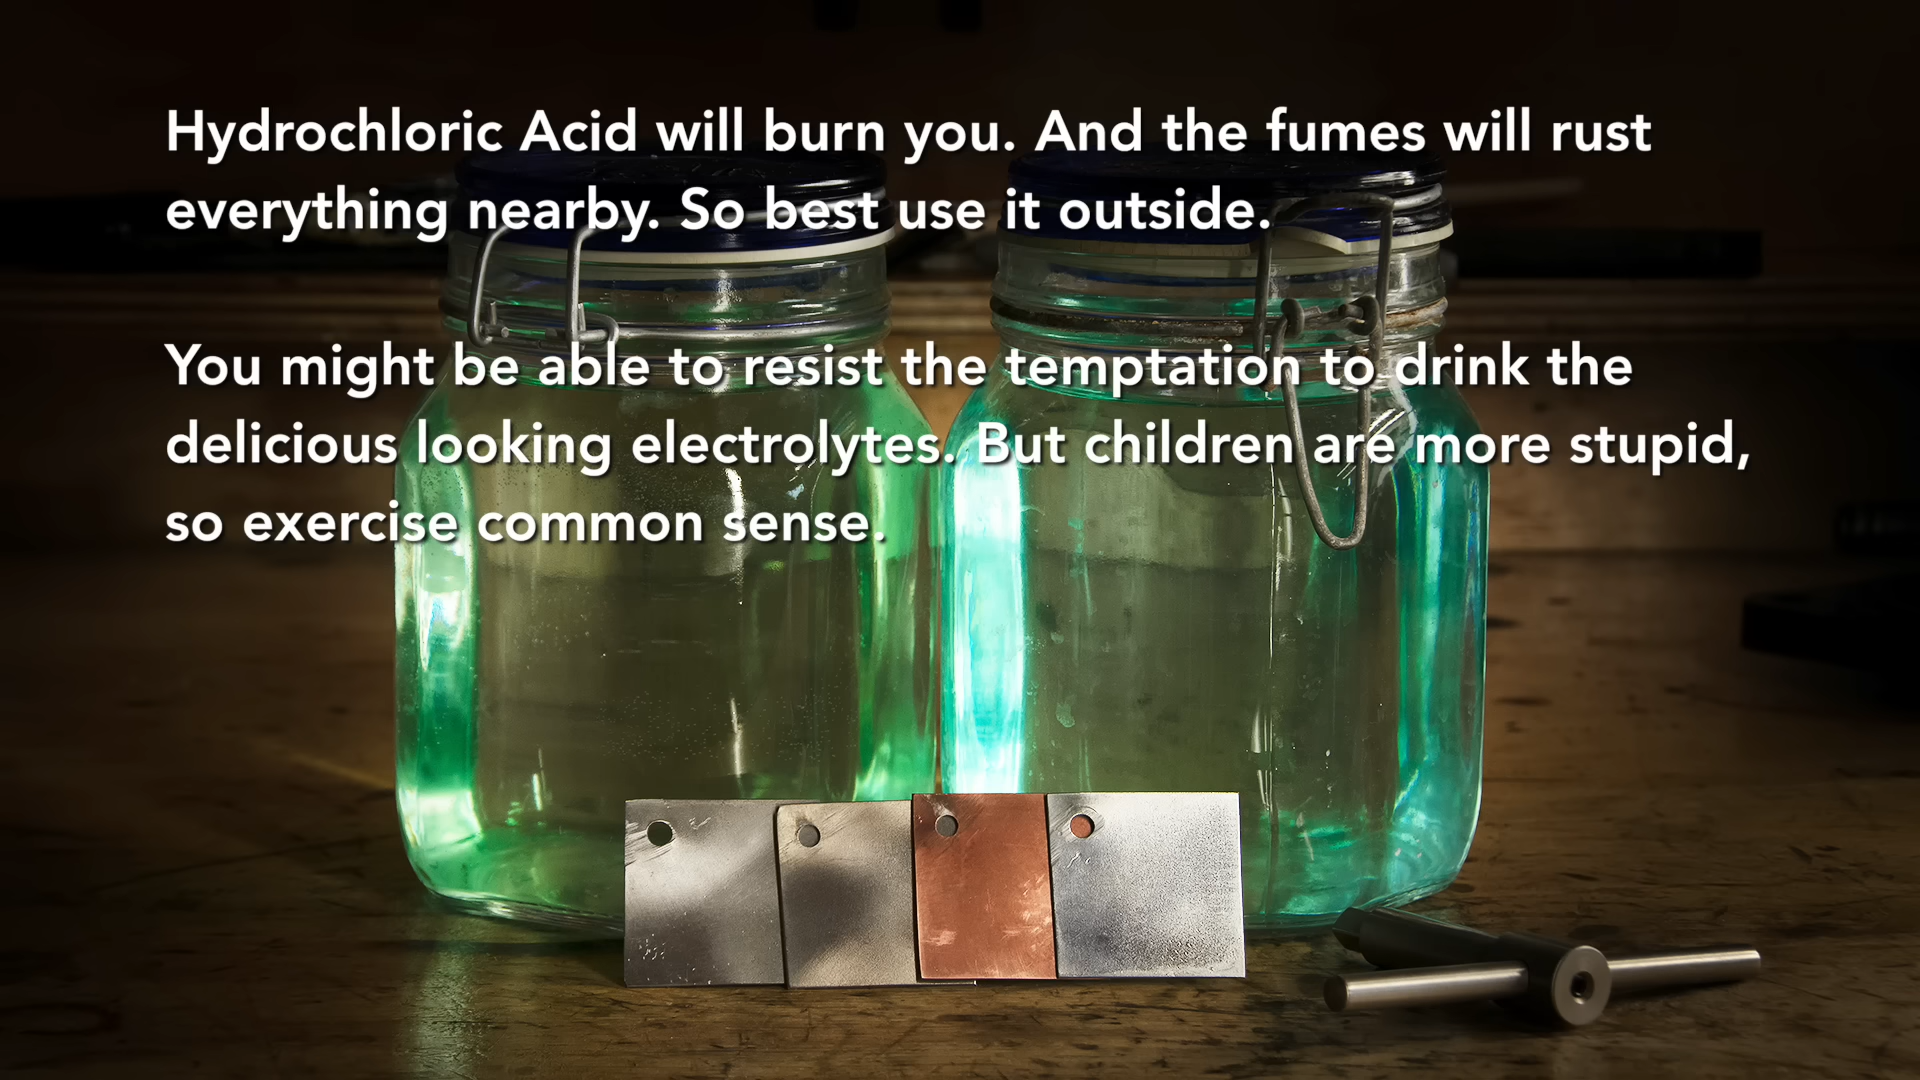 Hydrochloric Acid will burn you. And the fumes will rust
everything nearby. So best use it outside.
You might be able to resist the temptation to drink the
delicious looking electrolytes. But children are more stupid,
so exercise common sense.